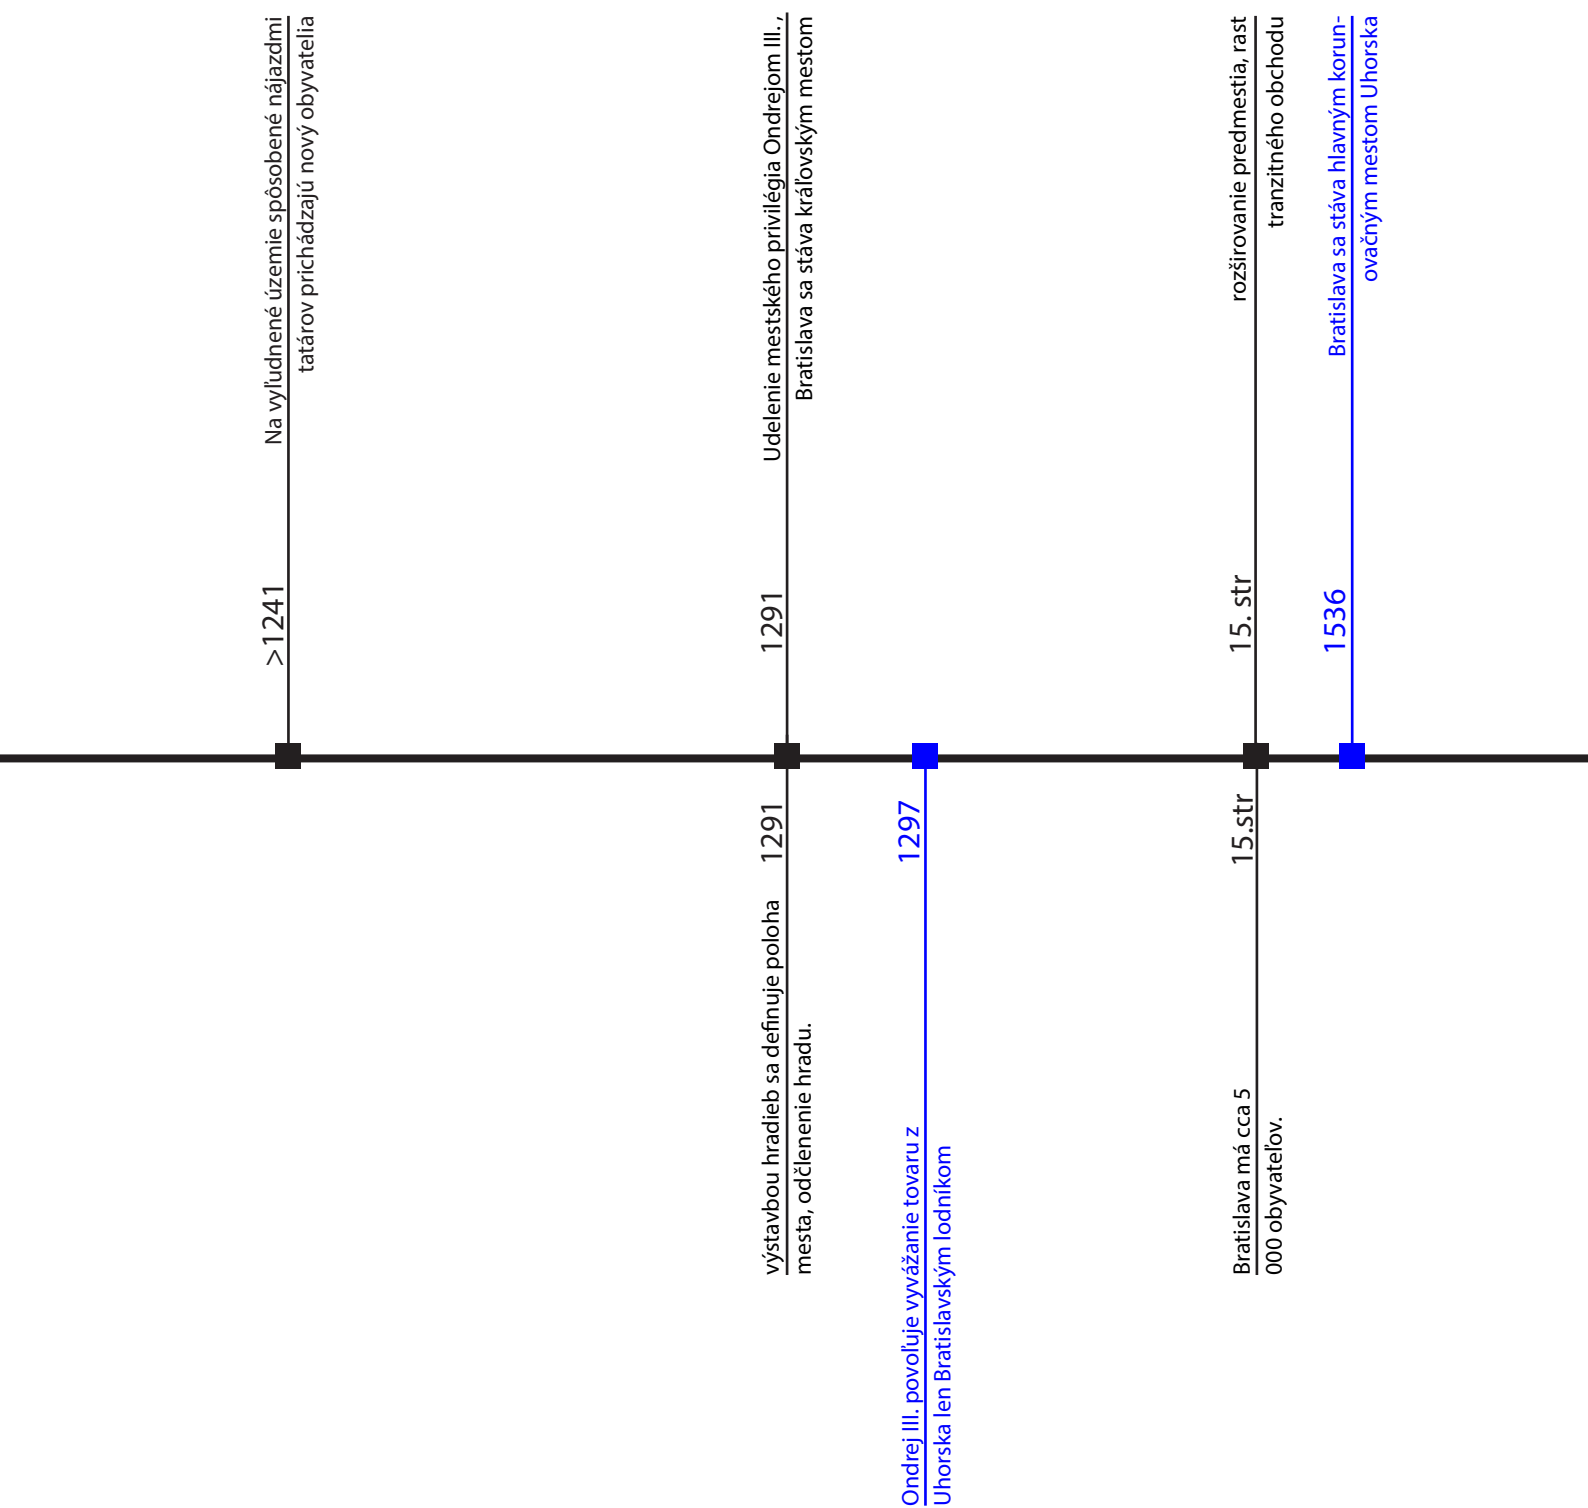 >1241
Na vyľudnené územie spôsobené nájazdmi
tatárov prichádzajú nový obyvatelia
1291
Udelenie mestského privilégia Ondrejom III.,
Bratislava sa stáva kráľovským mestom
1291
výstavbou hradieb sa definuje poloha
mesta, odčlenenie hradu.
1297
Ondrej III. povoľuje vyvážanie tovaru z
Uhorska len Bratislavským lodníkom
15. str
rozširovanie predmestia, rast
tranzitného obchodu
15.str
Bratislava má cca 5
000 obyvateľov.
1536
Bratislava sa stáva hlavným korun-
ovačným mestom Uhorska